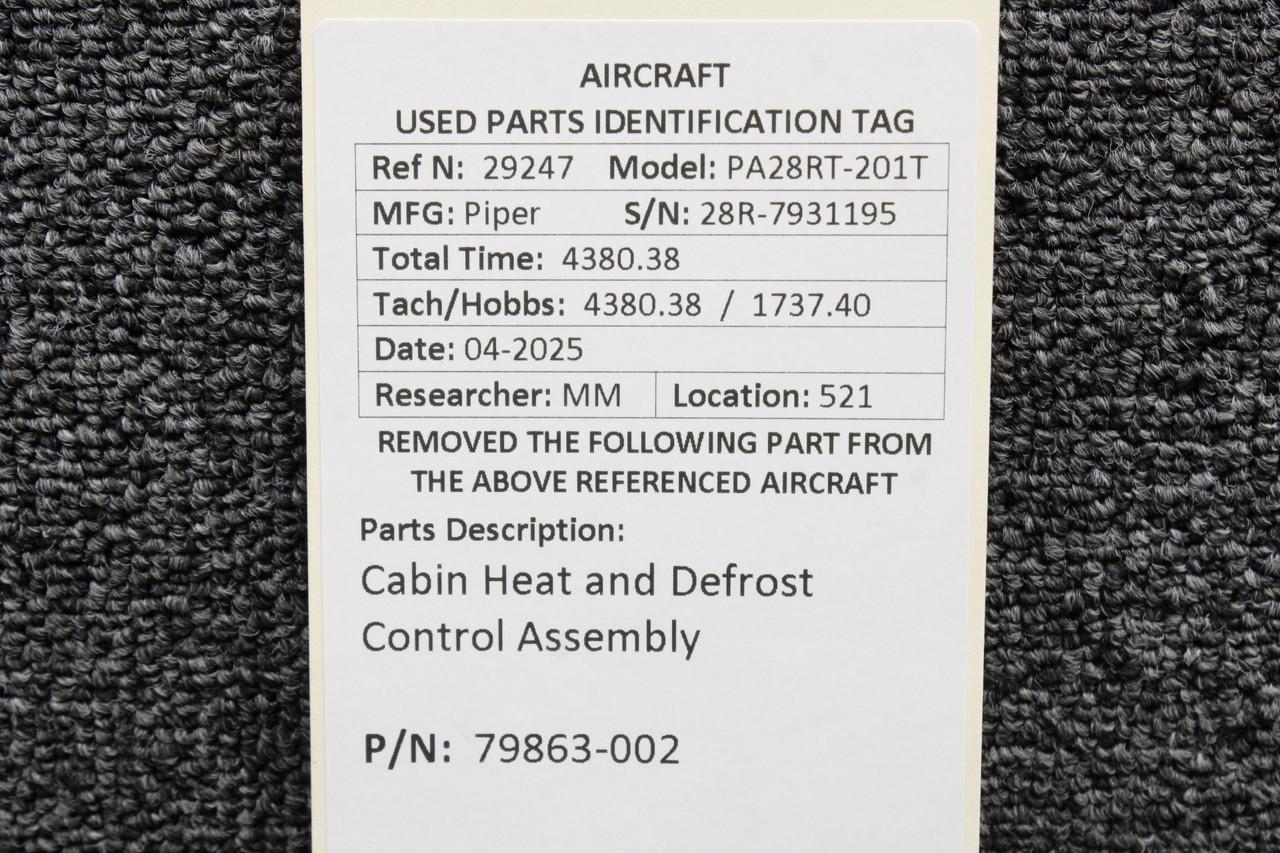 AIRCRAFT
USED PARTS IDENTIFICATION TAG
Ref N: 29247 Model: PA28RT-201T
MFG: Piper S/N: 28R-7931195
Total Time: 4380.38
Tach/Hobbs: 4380.38 / 1737.40
Date: 04-2025
Researcher: MM Location: 521
REMOVED THE FOLLOWING PART FROM
THE ABOVE REFERENCED AIRCRAFT
Parts Description:
Cabin Heat and Defrost
Control Assembly
P/N: 79863-002